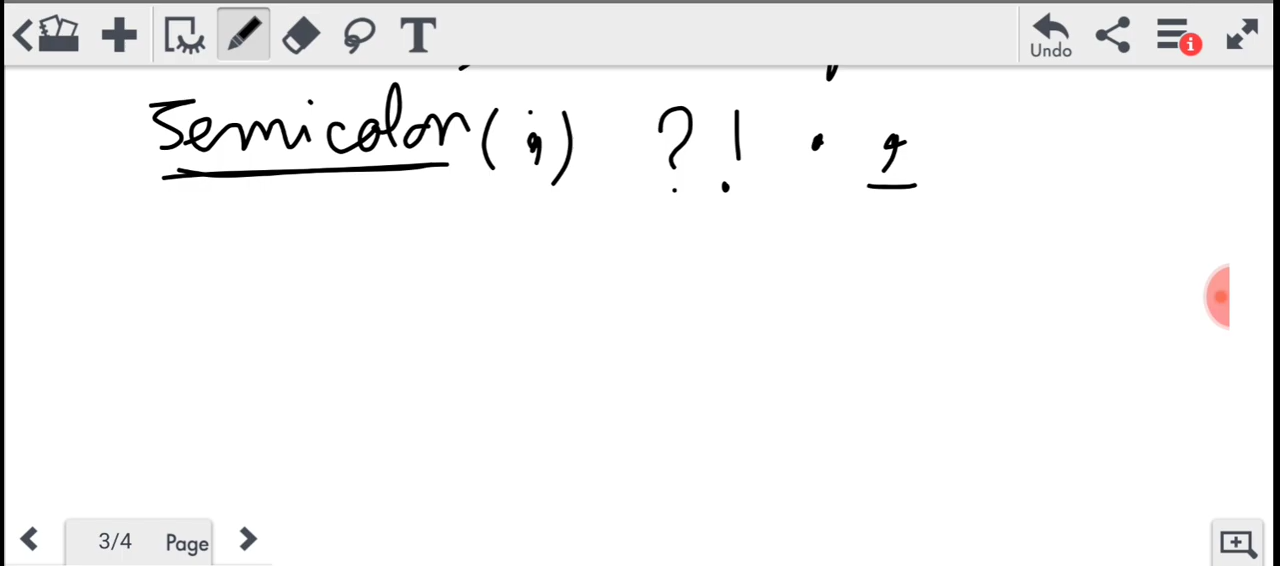 Undo
Semicolon (;) ? ! . ,
3/4 Page